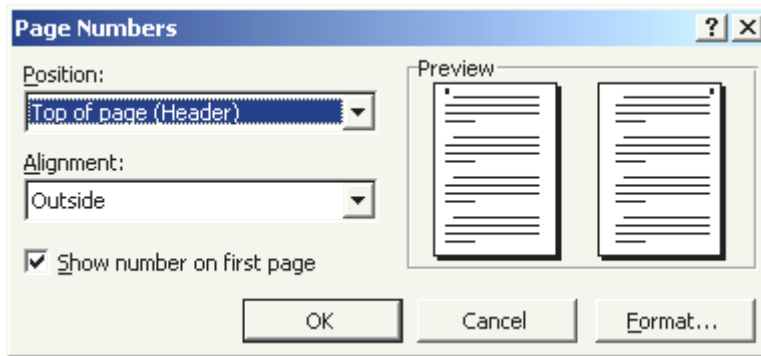 Page Numbers
Position:
Top of page (Header)
Alignment:
Outside
Show number on first page
Preview
OK
Cancel
Format...